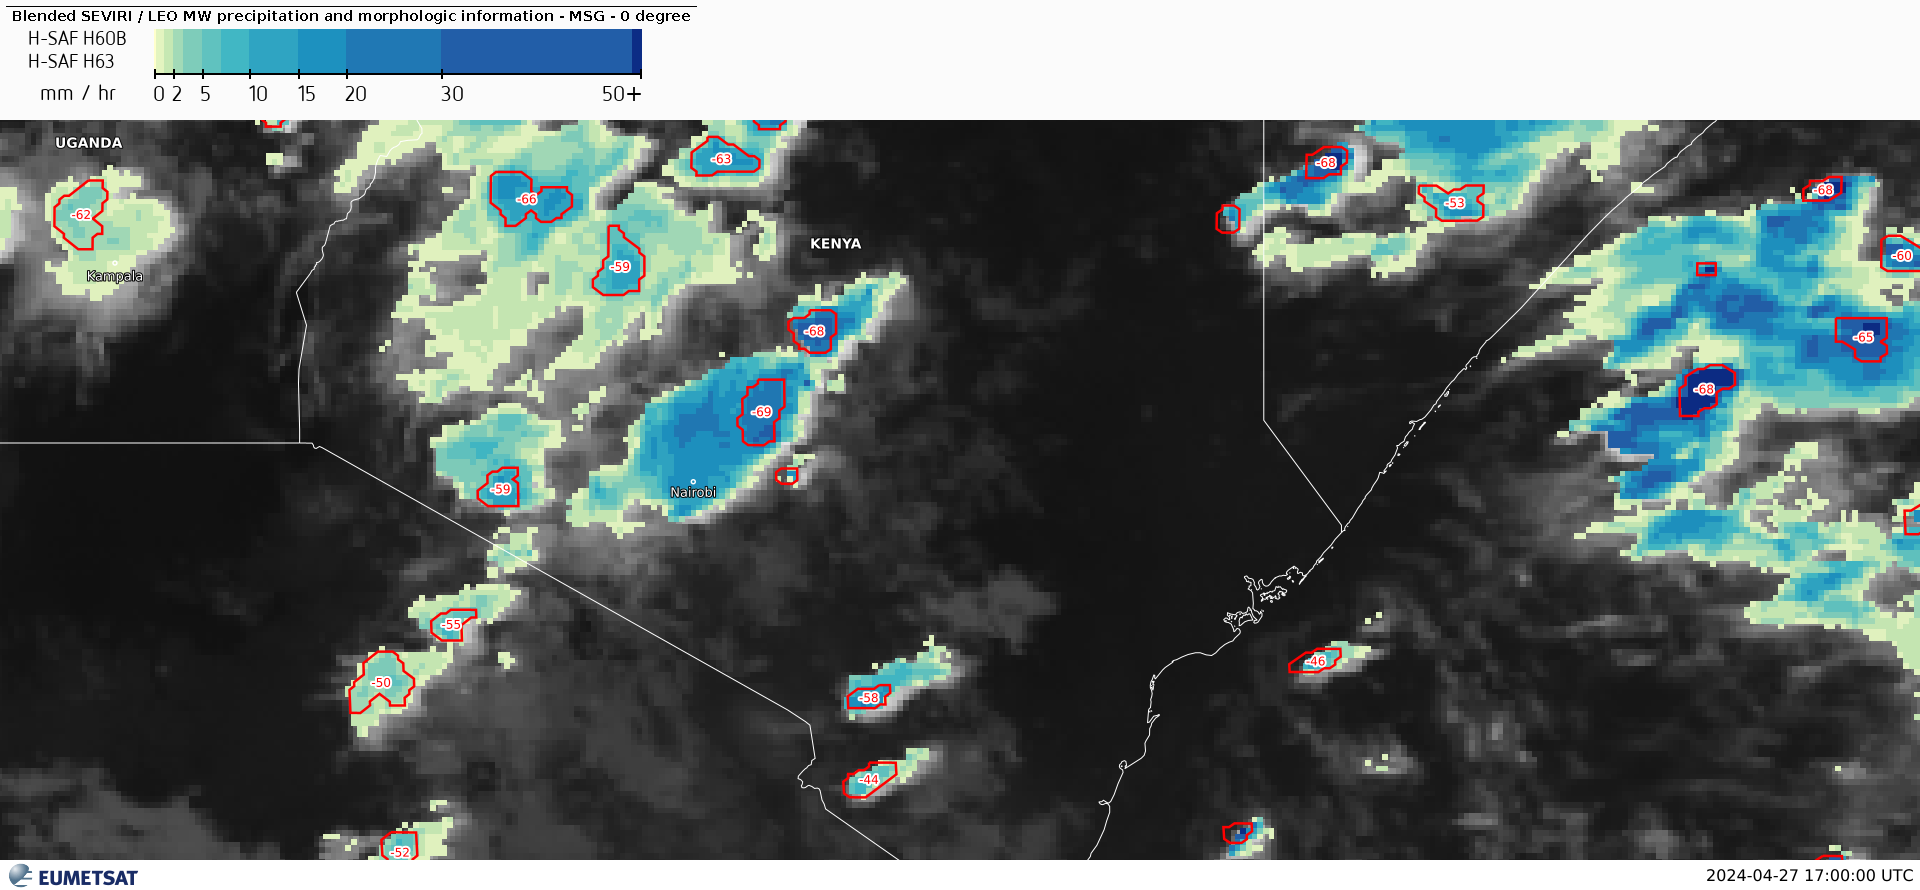 Blended SEVIRI / LEO MW precipitation and morphologic information - MSG - 0 degree
H-SAF H60B
H-SAF H63
mm / hr 0 2 5 10 15 20 30 50+
UGANDA
-63
-68
-68
-62
-66
-53
KENYA
-60
-59
Kampala
-68
-65
-68
-69
-59
Nairobi
-55
-46
-50
-58
-44
-52
EUMETSAT
2024-04-27 17:00:00 UTC